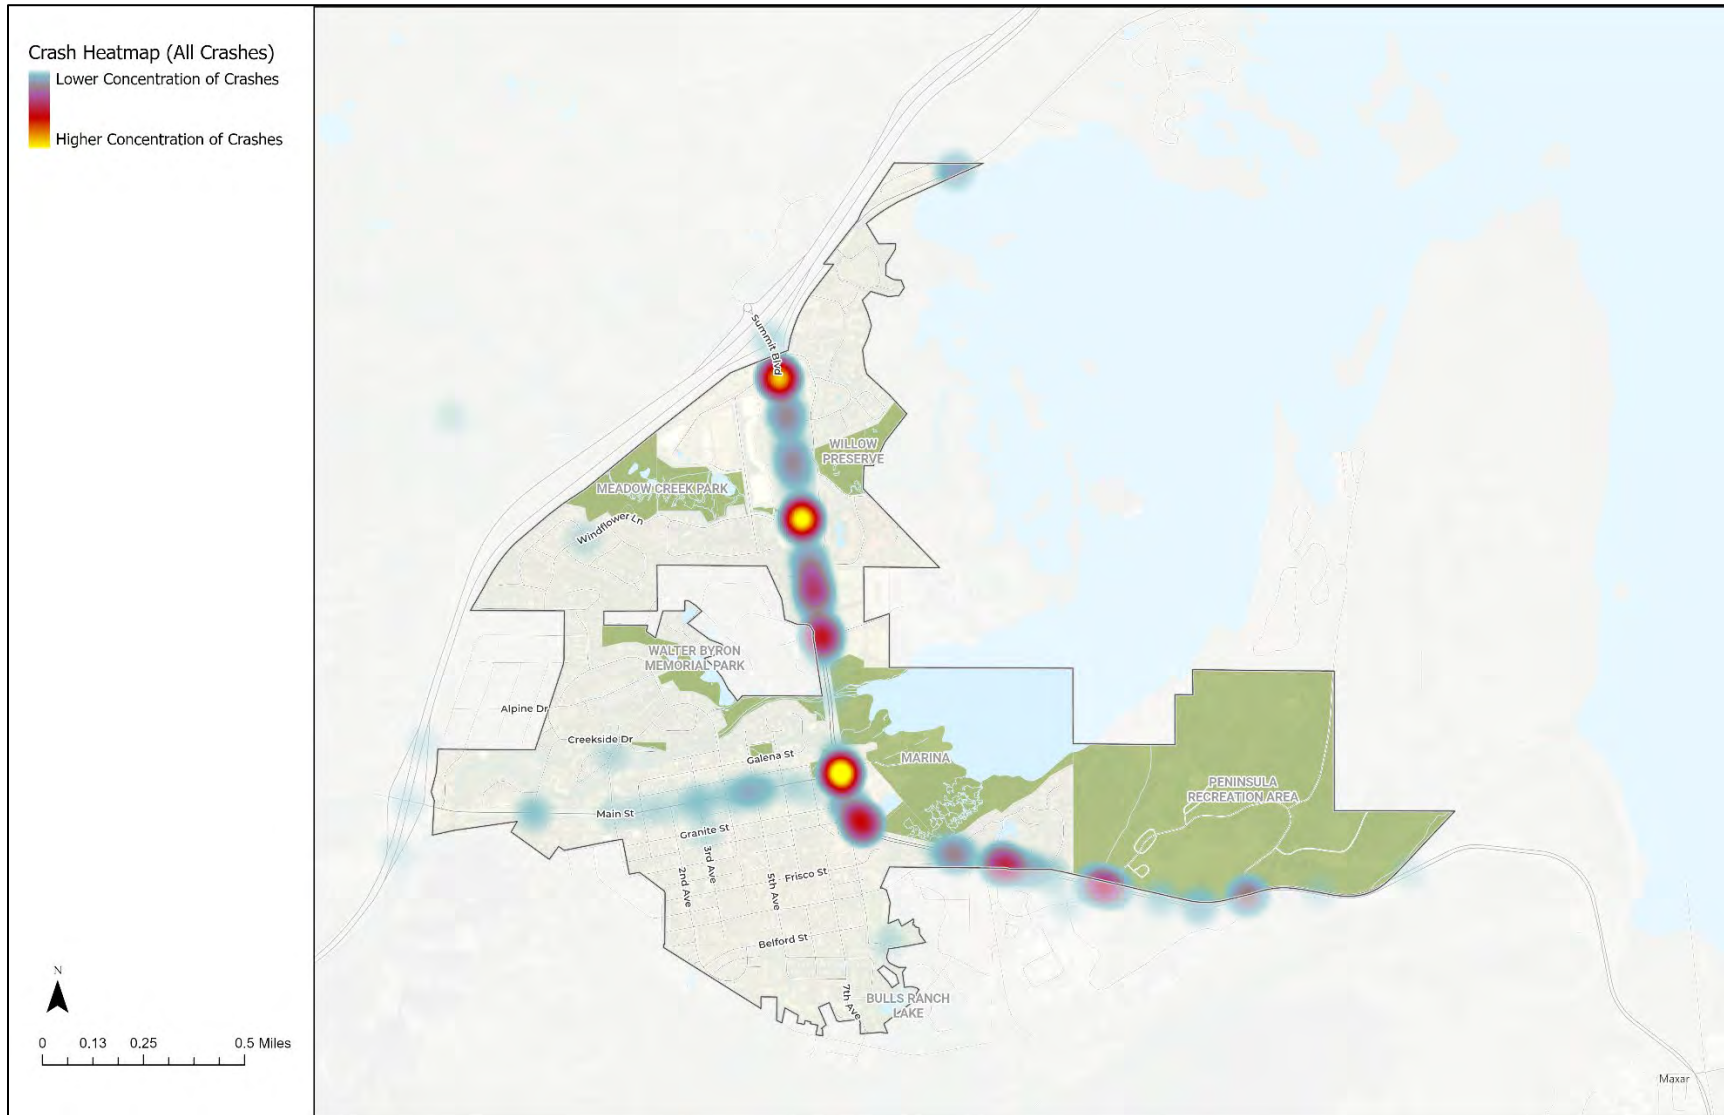 Crash Heatmap (All Crashes)
Lower Concentration of Crashes
Higher Concentration of Crashes
Summit Blvd
WILLOW
PRESERVE
MEADOW CREEK PARK
Windflower Ln
WALTER BYRON
MEMORIAL PARK
Alpine Dr
Creekside Dr
Galena St
MARINA
PENINSULA
RECREATION AREA
Main St
Granite St
3rd Ave
2nd Ave
5th Ave
Frisco St
Belford St
7th Ave
BULLS RANCH
LAKE
N
0 0.13 0.25 0.5 Miles
Maxar